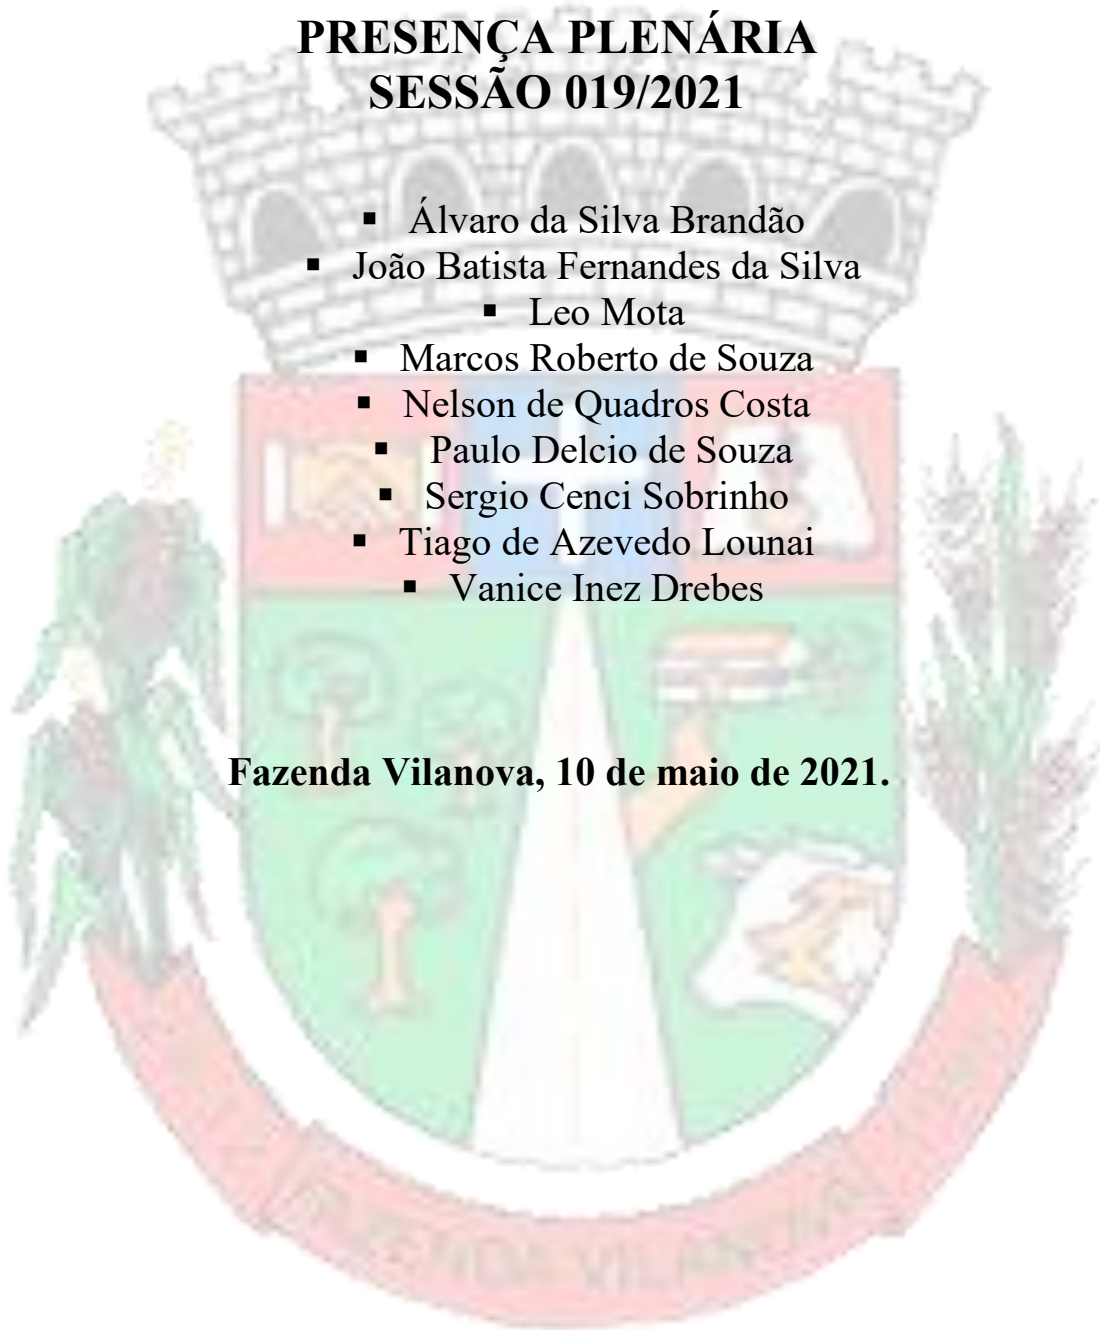 PRESENÇA PLENÁRIA
SESSÃO 019/2021
▪ Álvaro da Silva Brandão
▪ João Batista Fernandes da Silva
▪ Leo Mota
▪ Marcos Roberto de Souza
▪ Nelson de Quadros Costa
▪ Paulo Delcio de Souza
▪ Sergio Cenci Sobrinho
▪ Tiago de Azevedo Lounai
▪ Vanice Inez Drebes
Fazenda Vilanova, 10 de maio de 2021.
FAZENDA VILANOVA